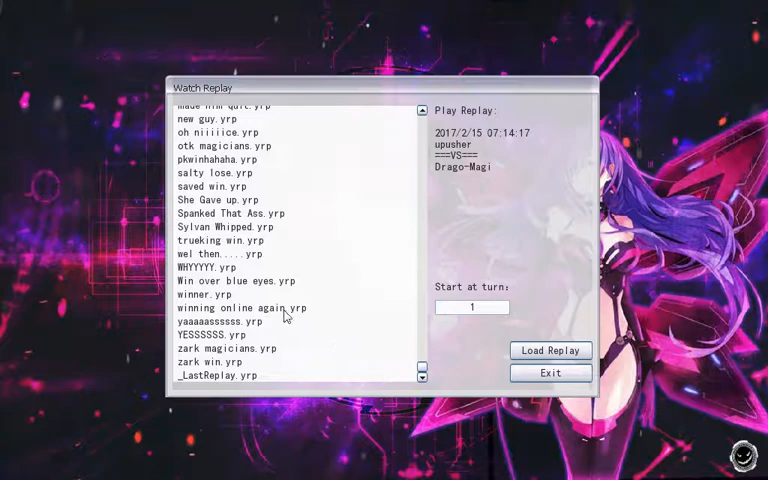 Watch Replay
made him quit.yrp
new guy.yrp
oh niiiiice.yrp
otk magicians.yrp
pkwinhahaha.yrp
salty lose.yrp
saved win.yrp
She Gave up.yrp
Spanked That Ass.yrp
Sylvan Whipped.yrp
trueking win.yrp
wel then.....yrp
WHYYYYY.yrp
Win over blue eyes.yrp
winner.yrp
winning online again.yrp
yaaaaassssss.yrp
YESSSSSS.yrp
zark magicians.yrp
zark win.yrp
_LastReplay.yrp
Play Replay:
2017/2/15 07:14:17
upusher
===VS===
Drago-Magi
Start at turn:
1
Load Replay
Exit